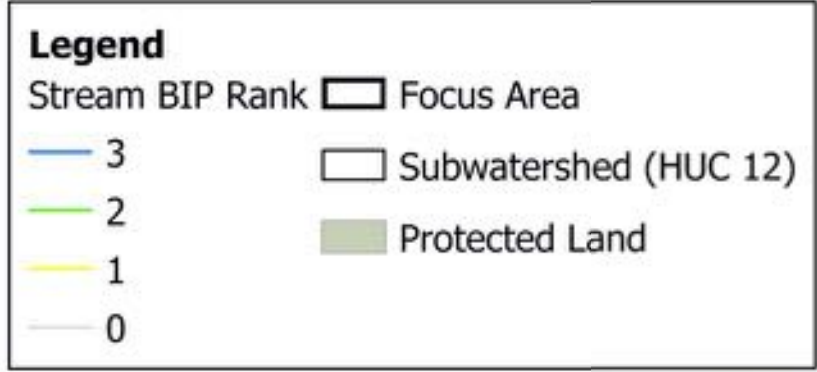 Legend
Stream BIP Rank
3
2
1
0
Focus Area
Subwatershed (HUC 12)
Protected Land